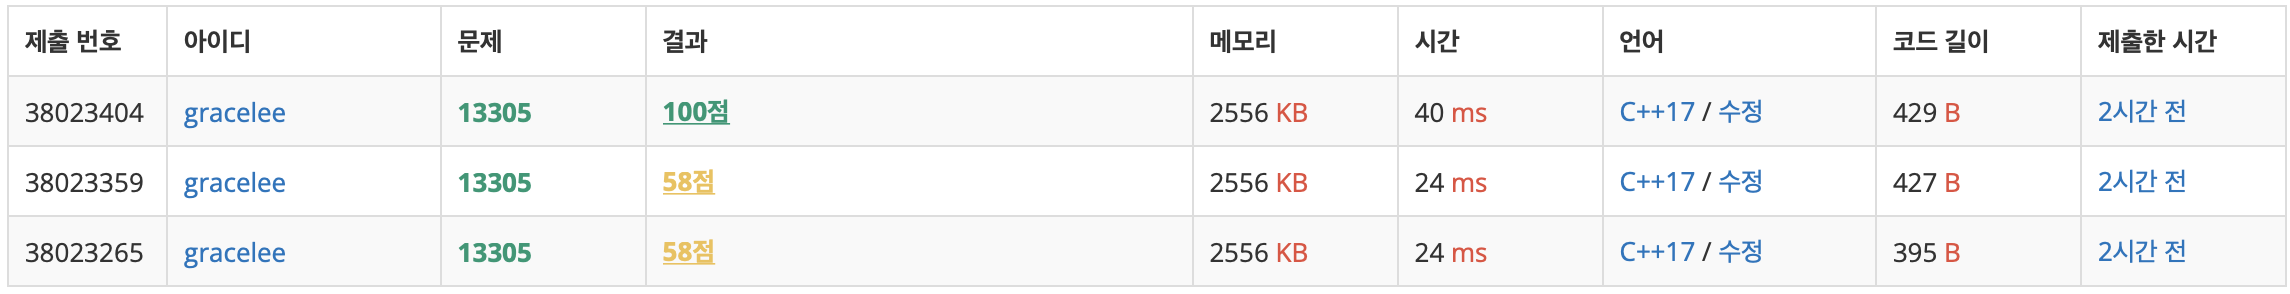 제출 번호 아이디 문제 결과 메모리 시간 언어 코드 길이 제출한 시간
38023404 gracelee 13305 100점 2556 KB 40 ms C++17 / 수정 429 B 2시간 전
38023359 gracelee 13305 58점 2556 KB 24 ms C++17 / 수정 427 B 2시간 전
38023265 gracelee 13305 58점 2556 KB 24 ms C++17 / 수정 395 B 2시간 전